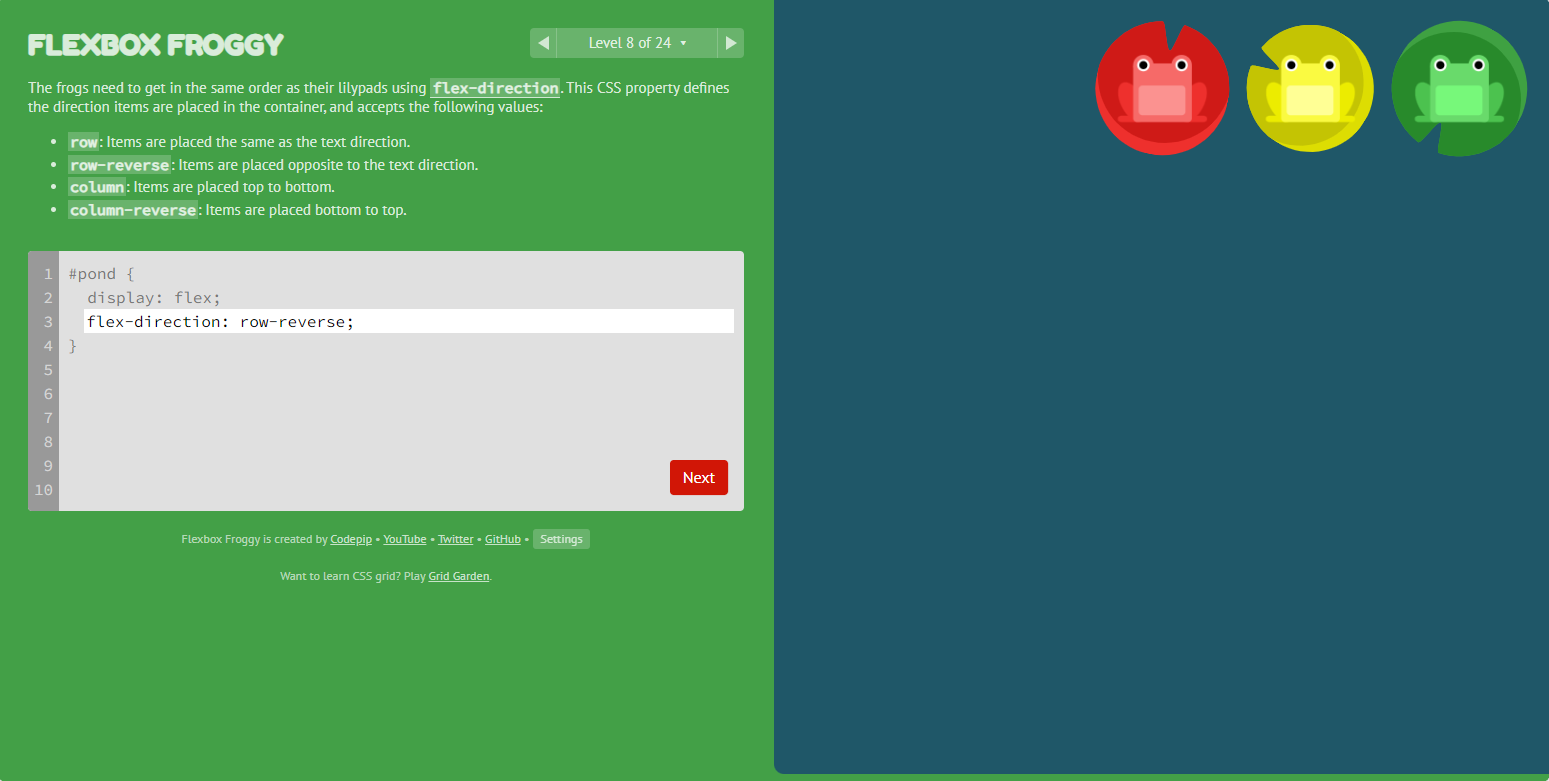 FLEXBOX FROGGY
Level 8 of 24
The frogs need to get in the same order as their lilypads using flex-direction. This CSS property defines
the direction items are placed in the container, and accepts the following values:
• row: Items are placed the same as the text direction.
• row-reverse: Items are placed opposite to the text direction.
• column: Items are placed top to bottom.
• column-reverse: Items are placed bottom to top.
1 #pond {
2 display: flex;
3 flex-direction: row-reverse;
4 }
5
6
7
8
9
10
Next
Flexbox Froggy is created by Codepip • YouTube • Twitter • GitHub • Settings
Want to learn CSS grid? Play Grid Garden.